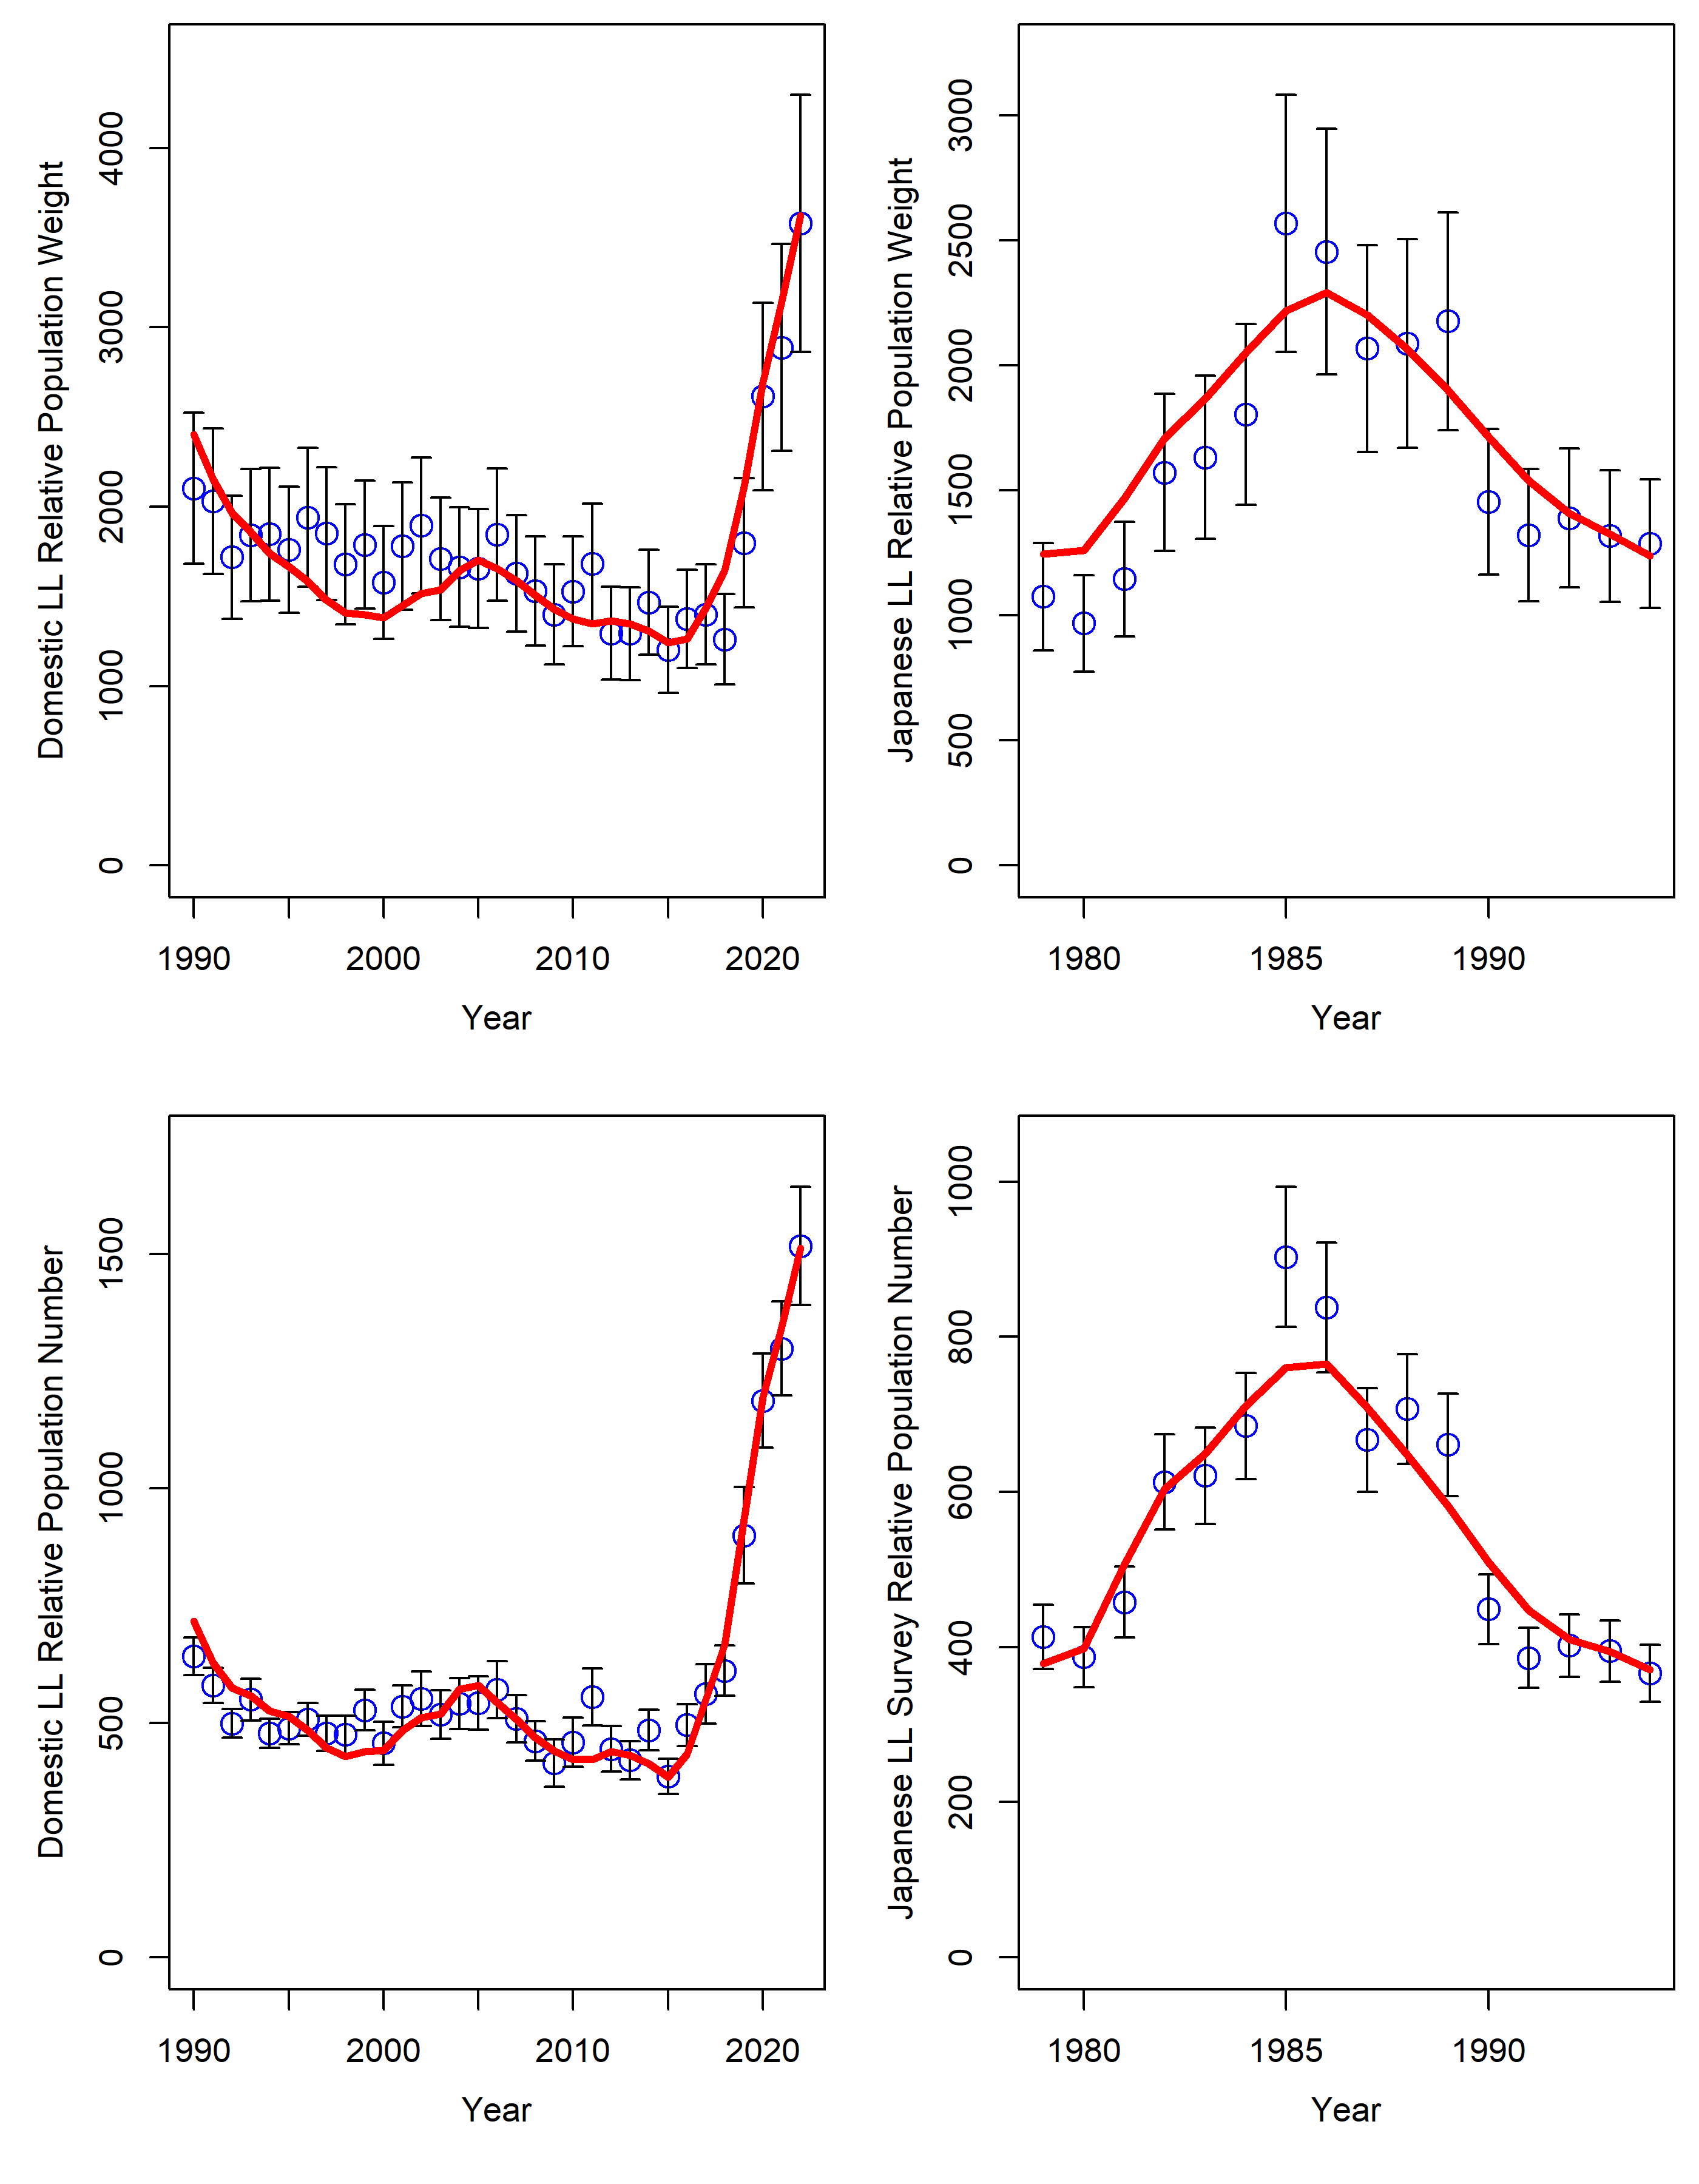 Domestic LL Relative Population Weight
0 1000 2000 3000 4000
1990 2000 2010 2020
Year
Japanese LL Relative Population Weight
0 500 1000 1500 2000 2500 3000
1980 1985 1990
Year
Domestic LL Relative Population Number
0 500 1000 1500
1990 2000 2010 2020
Year
Japanese LL Survey Relative Population Number
0 200 400 600 800 1000
1980 1985 1990
Year